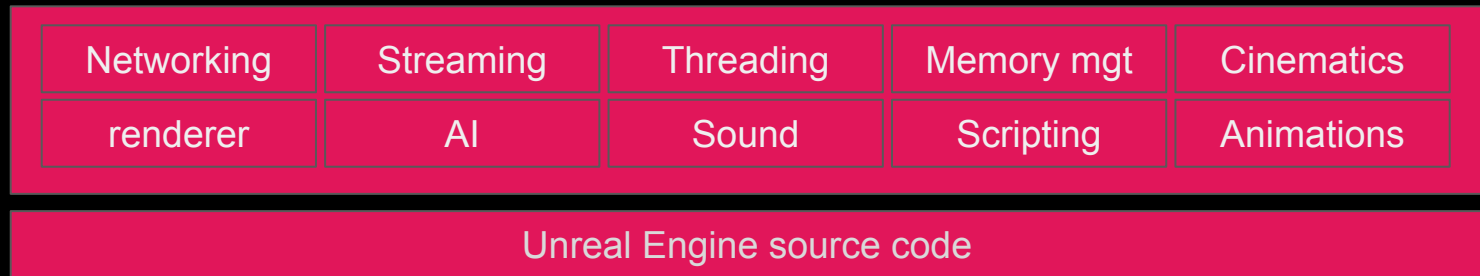 Networking Streaming Threading Memory mgt Cinematics
renderer AI Sound Scripting Animations
Unreal Engine source code